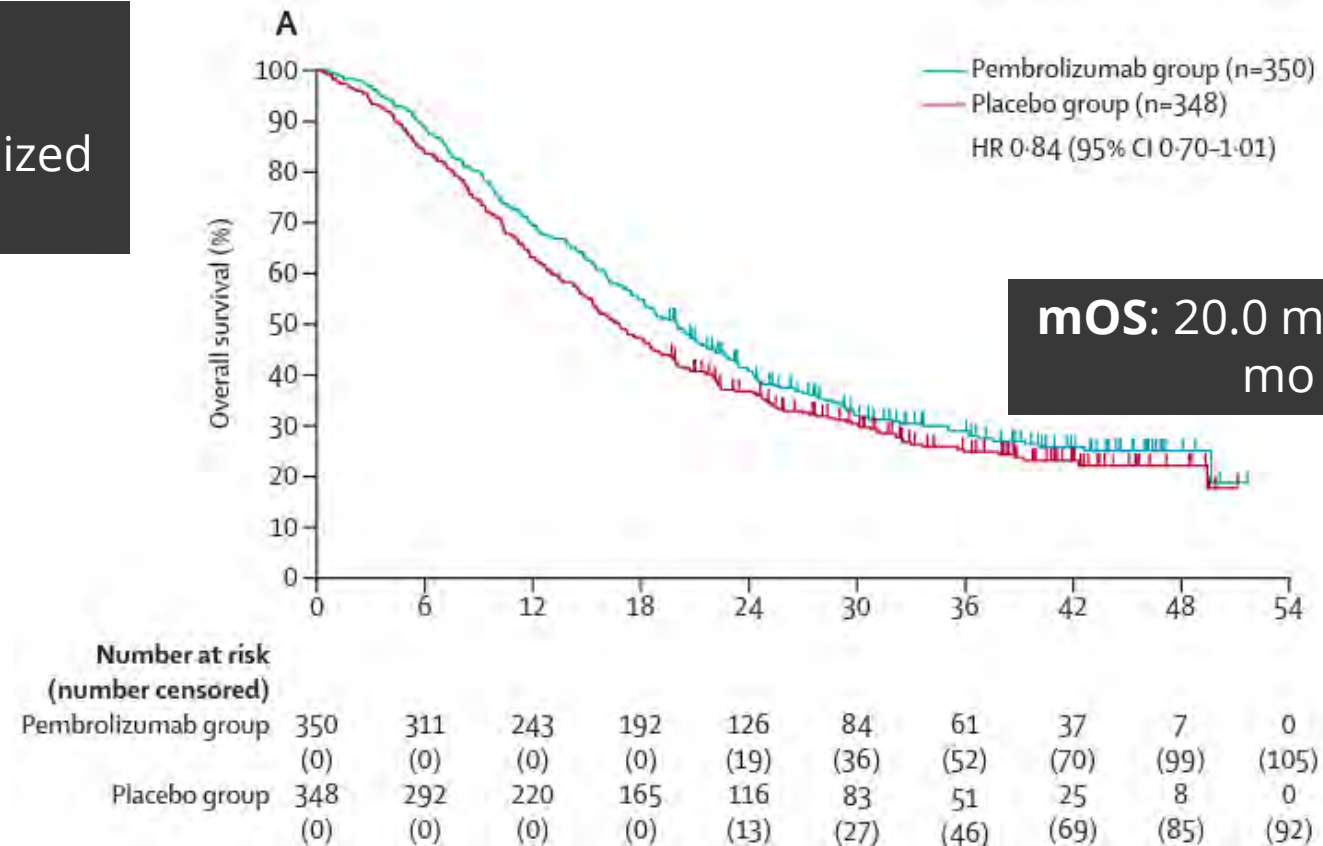 ized
A
Pembrolizumab group (n=350)
Placebo group (n=348)
HR 0·84 (95% CI 0·70–1·01)
mOS: 20.0 m
mo
Overall survival (%)
100
90
80
70
60
50
40
30
20
10
0
0 6 12 18 24 30 36 42 48 54
Number at risk
(number censored)
Pembrolizumab group 350 311 243 192 126 84 61 37 7 0
(0) (0) (0) (0) (19) (36) (52) (70) (99) (105)
Placebo group 348 292 220 165 116 83 51 25 8 0
(0) (0) (0) (0) (13) (27) (46) (69) (85) (92)